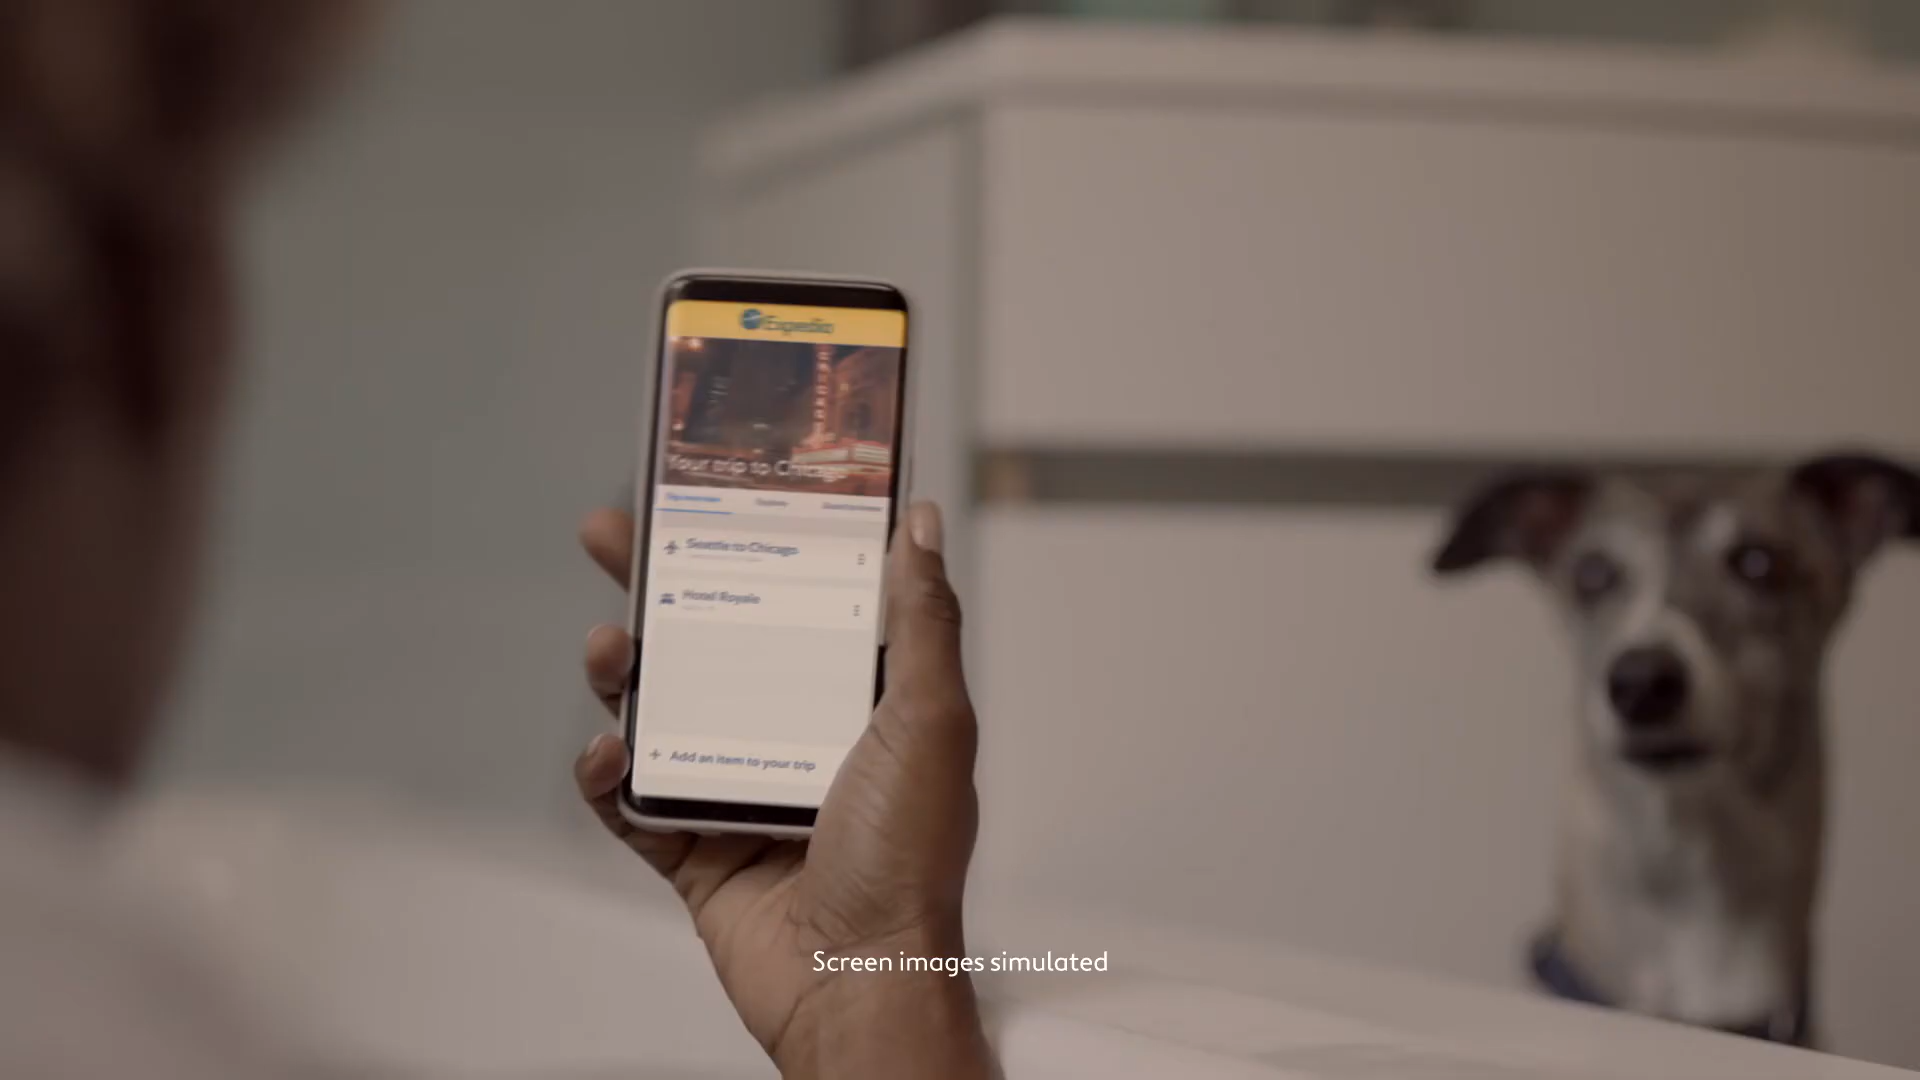 Expedia
Your trip to Chicago
Seattle to Chicago
Hotel Royale
+ Add an item to your trip
Screen images simulated